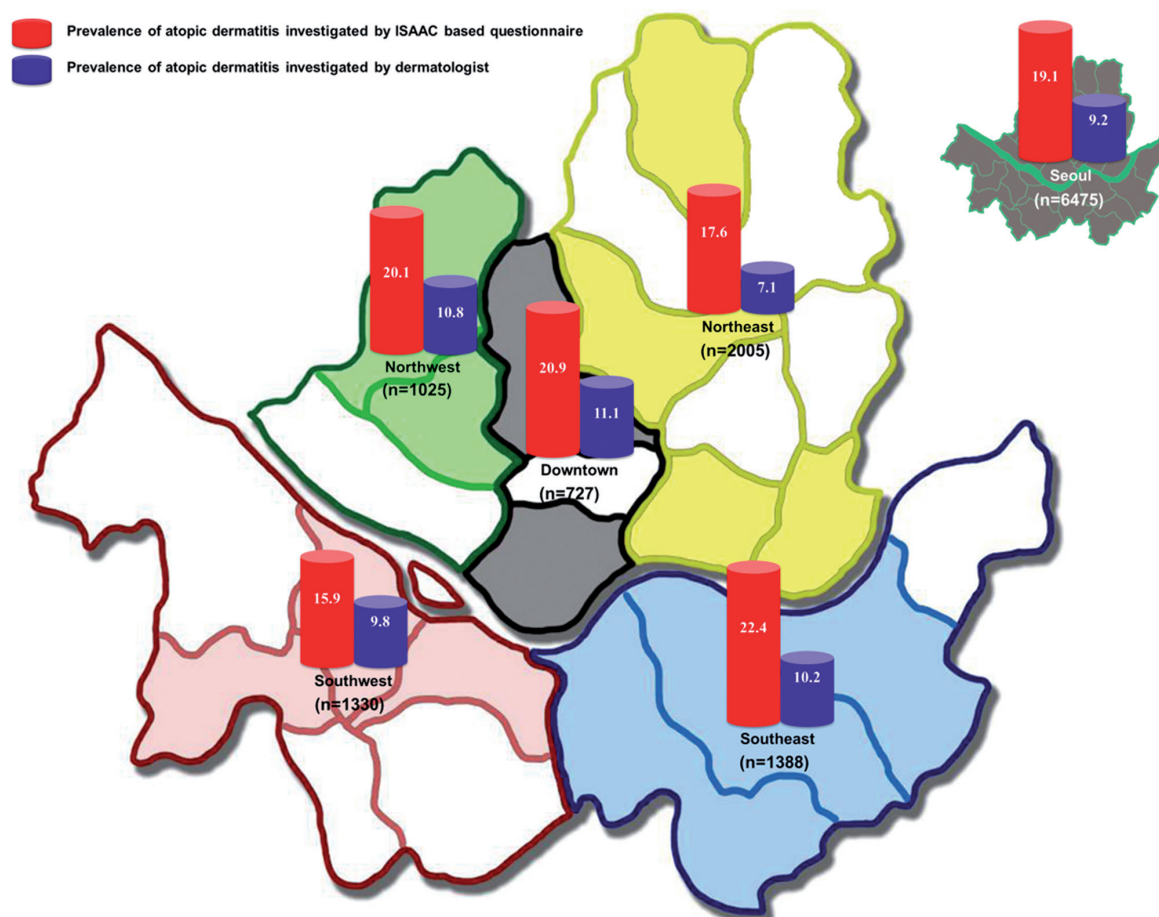 Prevalence of atopic dermatitis investigated by ISAAC based questionnaire
Prevalence of atopic dermatitis investigated by dermatologist
19.1
9.2
Seoul
(n=6475)
17.6
7.1
Northeast
(n=2005)
20.1
10.8
Northwest
(n=1025)
20.9
11.1
Downtown
(n=727)
15.9
9.8
Southwest
(n=1330)
22.4
10.2
Southeast
(n=1388)